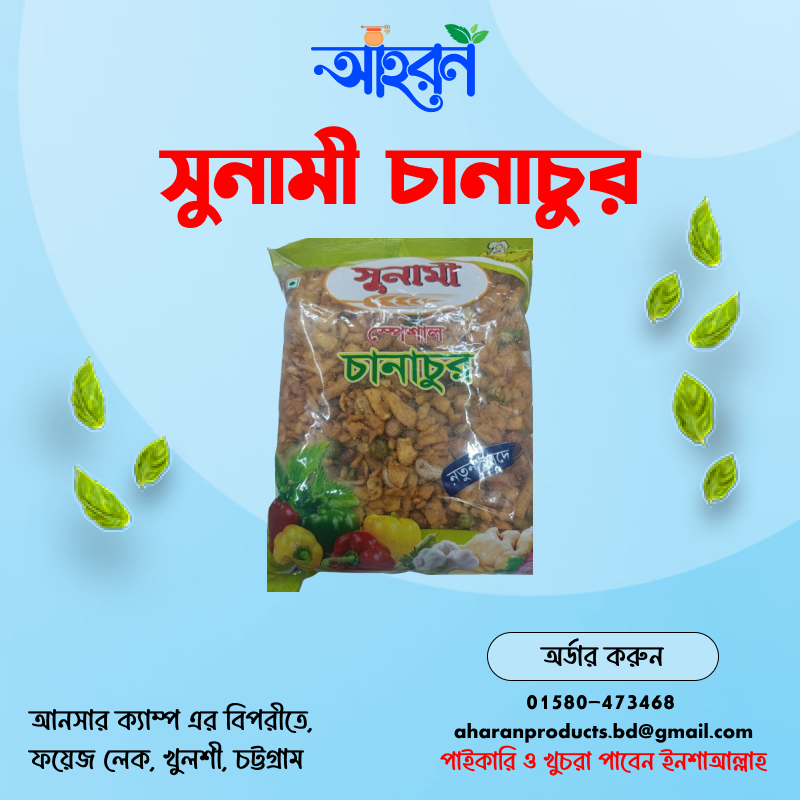 আহরন
সুনামী চানাচুর
সুনামী
স্পেশাল
চানাচুর
অর্ডার করুন
01580-473468
aharanproducts.bd@gmail.com
পাইকারি ও খুচরা পাবেন ইনশাআল্লাহ
আনসার ক্যাম্প এর বিপরীতে,
ফয়েজ লেক, খুলশী, চট্টগ্রাম